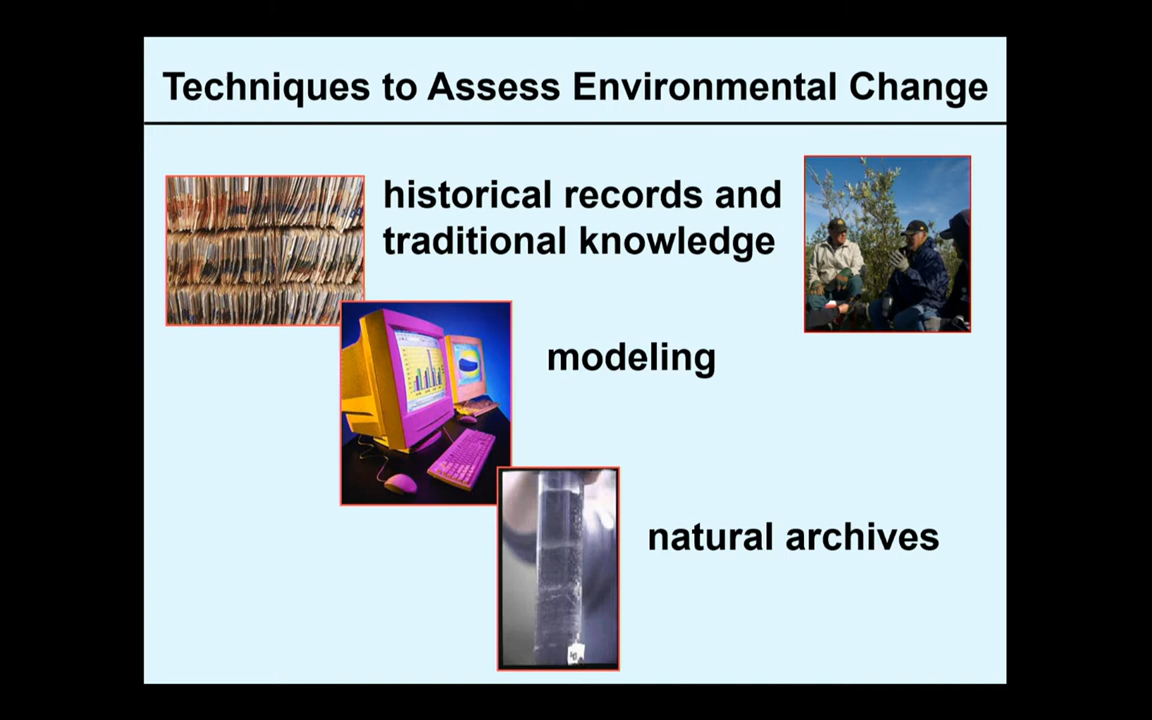 Techniques to Assess Environmental Change
historical records and
traditional knowledge
modeling
natural archives